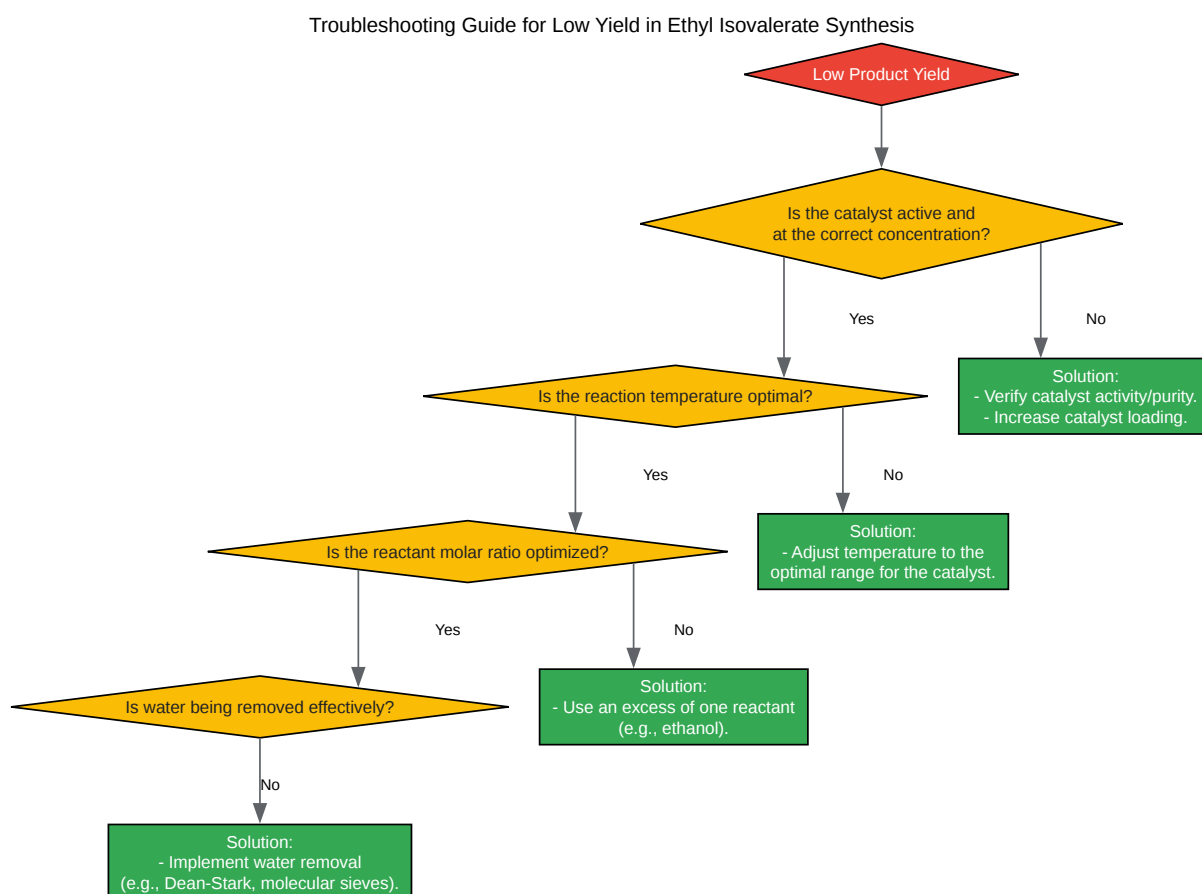 Troubleshooting Guide for Low Yield in Ethyl Isovalerate Synthesis
Low Product Yield
Is the catalyst active and
at the correct concentration?
Yes
No
Is the reaction temperature optimal?
Solution:
- Verify catalyst activity/purity.
- Increase catalyst loading.
Yes
No
Is the reactant molar ratio optimized?
Solution:
- Adjust temperature to the
optimal range for the catalyst.
Yes
No
Is water being removed effectively?
Solution:
- Use an excess of one reactant
(e.g., ethanol).
No
Solution:
- Implement water removal
(e.g., Dean-Stark, molecular sieves).